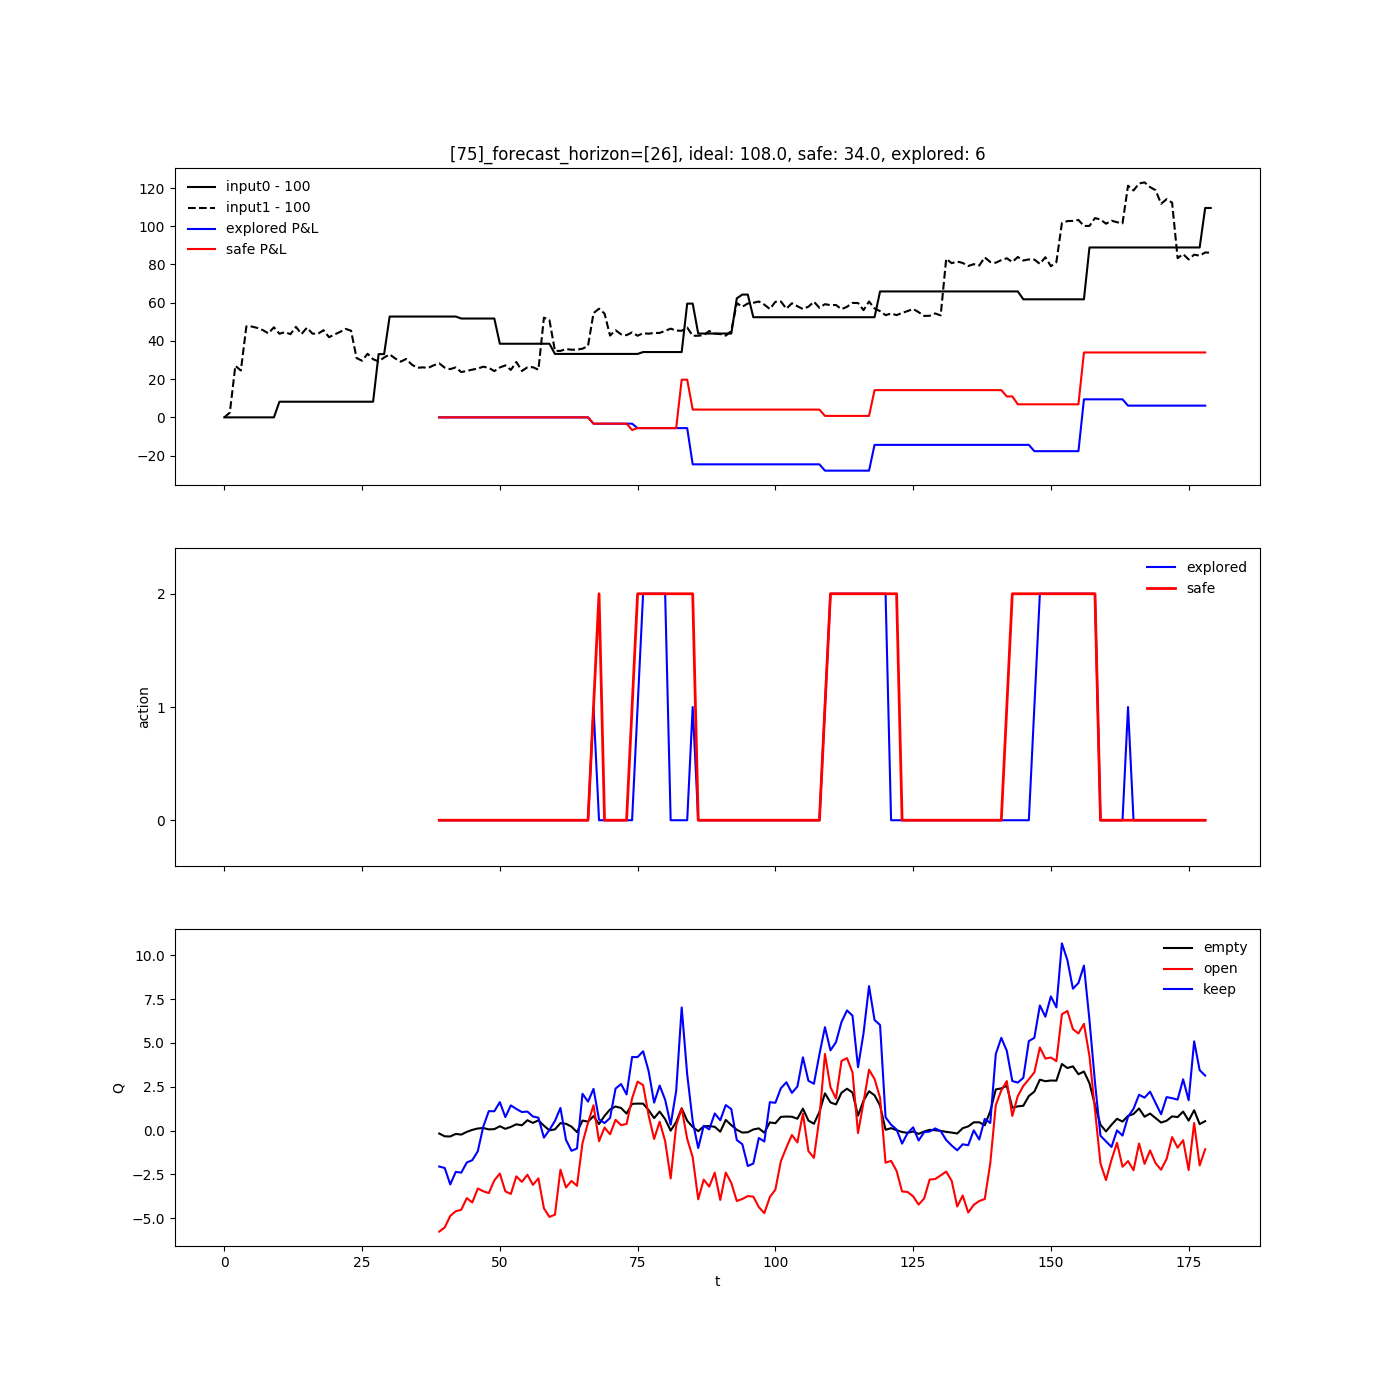 [75]_forecast_horizon=[26], ideal: 108.0, safe: 34.0, explored: 6
input0 - 100
input1 - 100
explored P&L
safe P&L
120
100
80
60
40
20
0
−20
explored
safe
2
1
0
action
empty
open
keep
10.0
7.5
5.0
2.5
0.0
−2.5
−5.0
Q
0 25 50 75 100 125 150 175
t